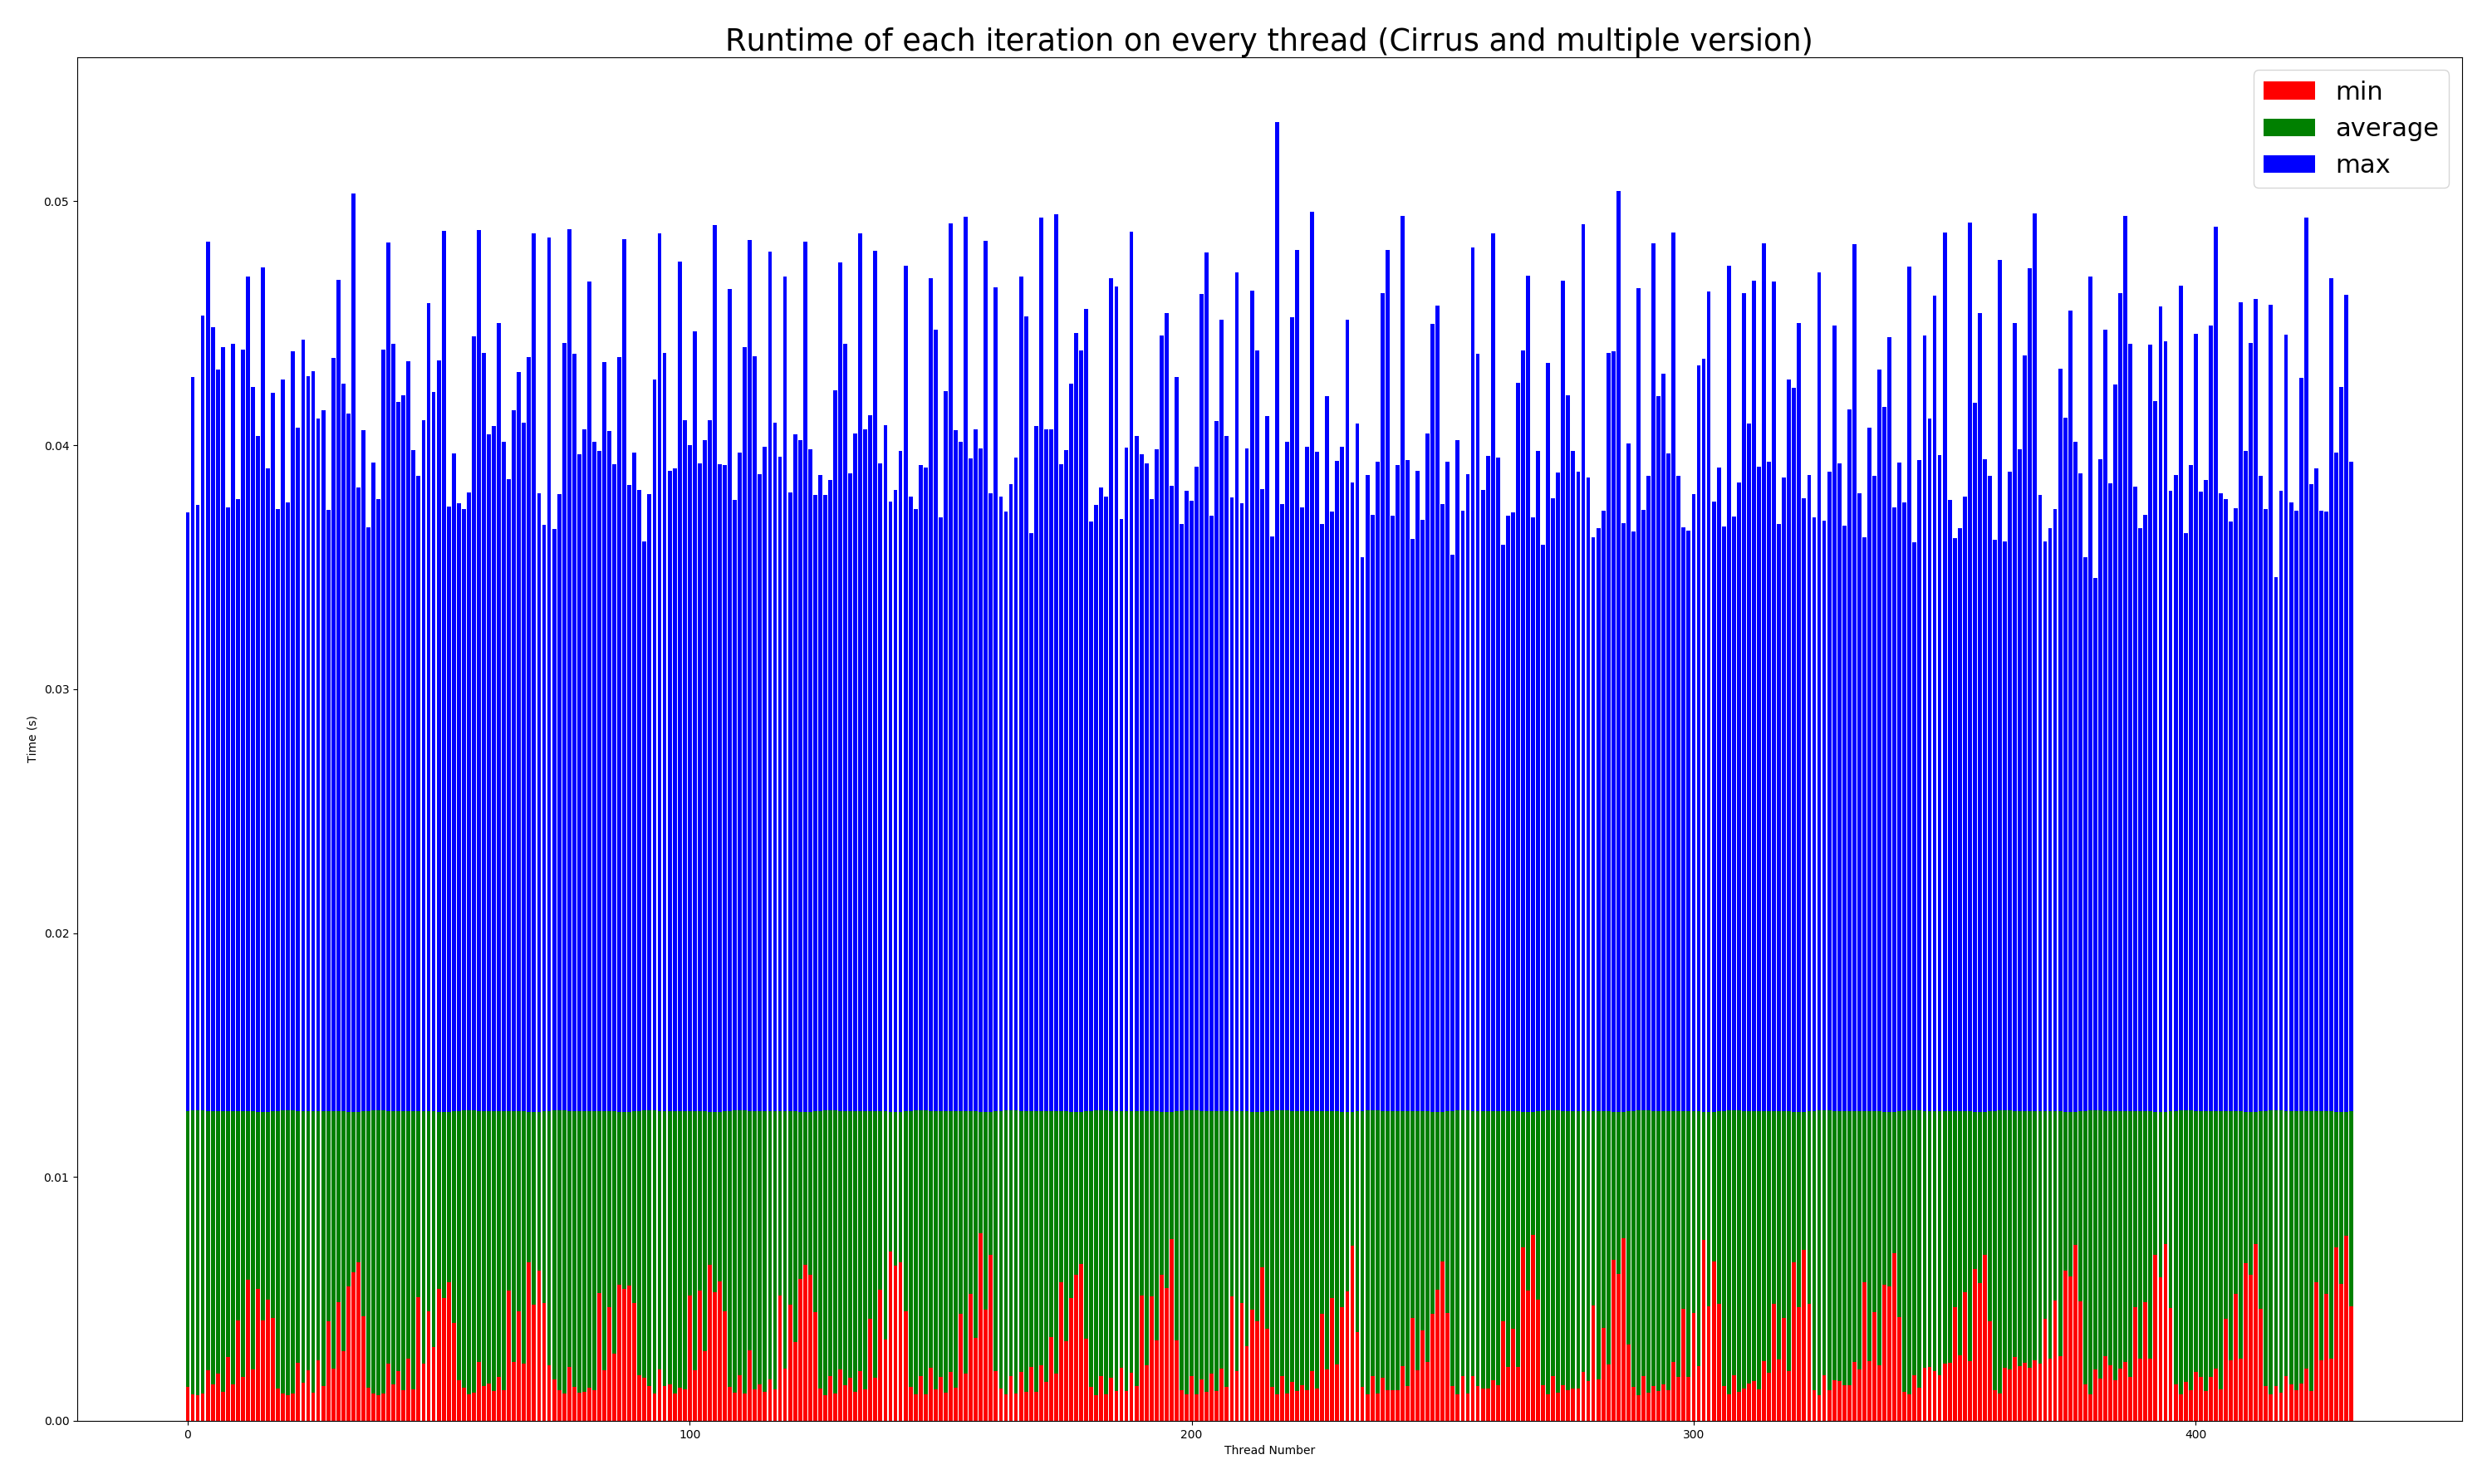 Runtime of each iteration on every thread (Cirrus and multiple version)
min
average
max
0.05
0.04
0.03
0.02
0.01
0.00
Time (s)
0 100 200 300 400
Thread Number